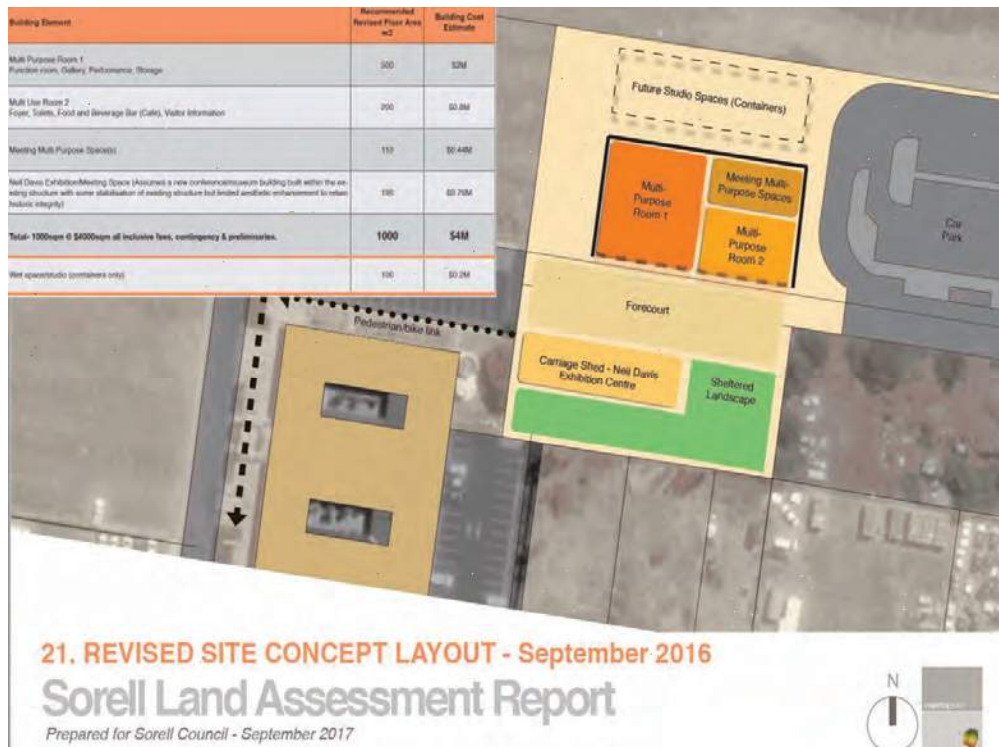 Building Element
Recommended
Revised Floor Area
m2
Building Cost
Estimate
Multi Purpose Room 1
Function room, Gallery, Performance, Storage
500
$2M
Multi Use Room 2
Foyer, Toilets, Food and Beverage Bar (Cafe), Visitor Information
200
$0.8M
Meeting Multi Purpose Space(s)
110
$0.44M
Neil Davis Exhibition/Meeting Space (Assumes a new conference/museum building built within the ex-
isting structure with some stabilisation of existing structure but limited aesthetic enhancement to retain
historic integrity)
190
$0.76M
Total- 1000sqm @ $4000sqm all inclusive fees, contingency & preliminaries.
1000
$4M
Wet space/studio (containers only)
100
$0.2M
Future Studio Spaces (Containers)
Multi-
Purpose
Room 1
Meeting Multi-
Purpose Spaces
Multi-
Purpose
Room 2
Car
Park
Forecourt
Pedestrian/bike link
Carriage Shed - Neil Davis
Exhibition Centre
Sheltered
Landscape
21. REVISED SITE CONCEPT LAYOUT - September 2016
Sorell Land Assessment Report
Prepared for Sorell Council - September 2017
N